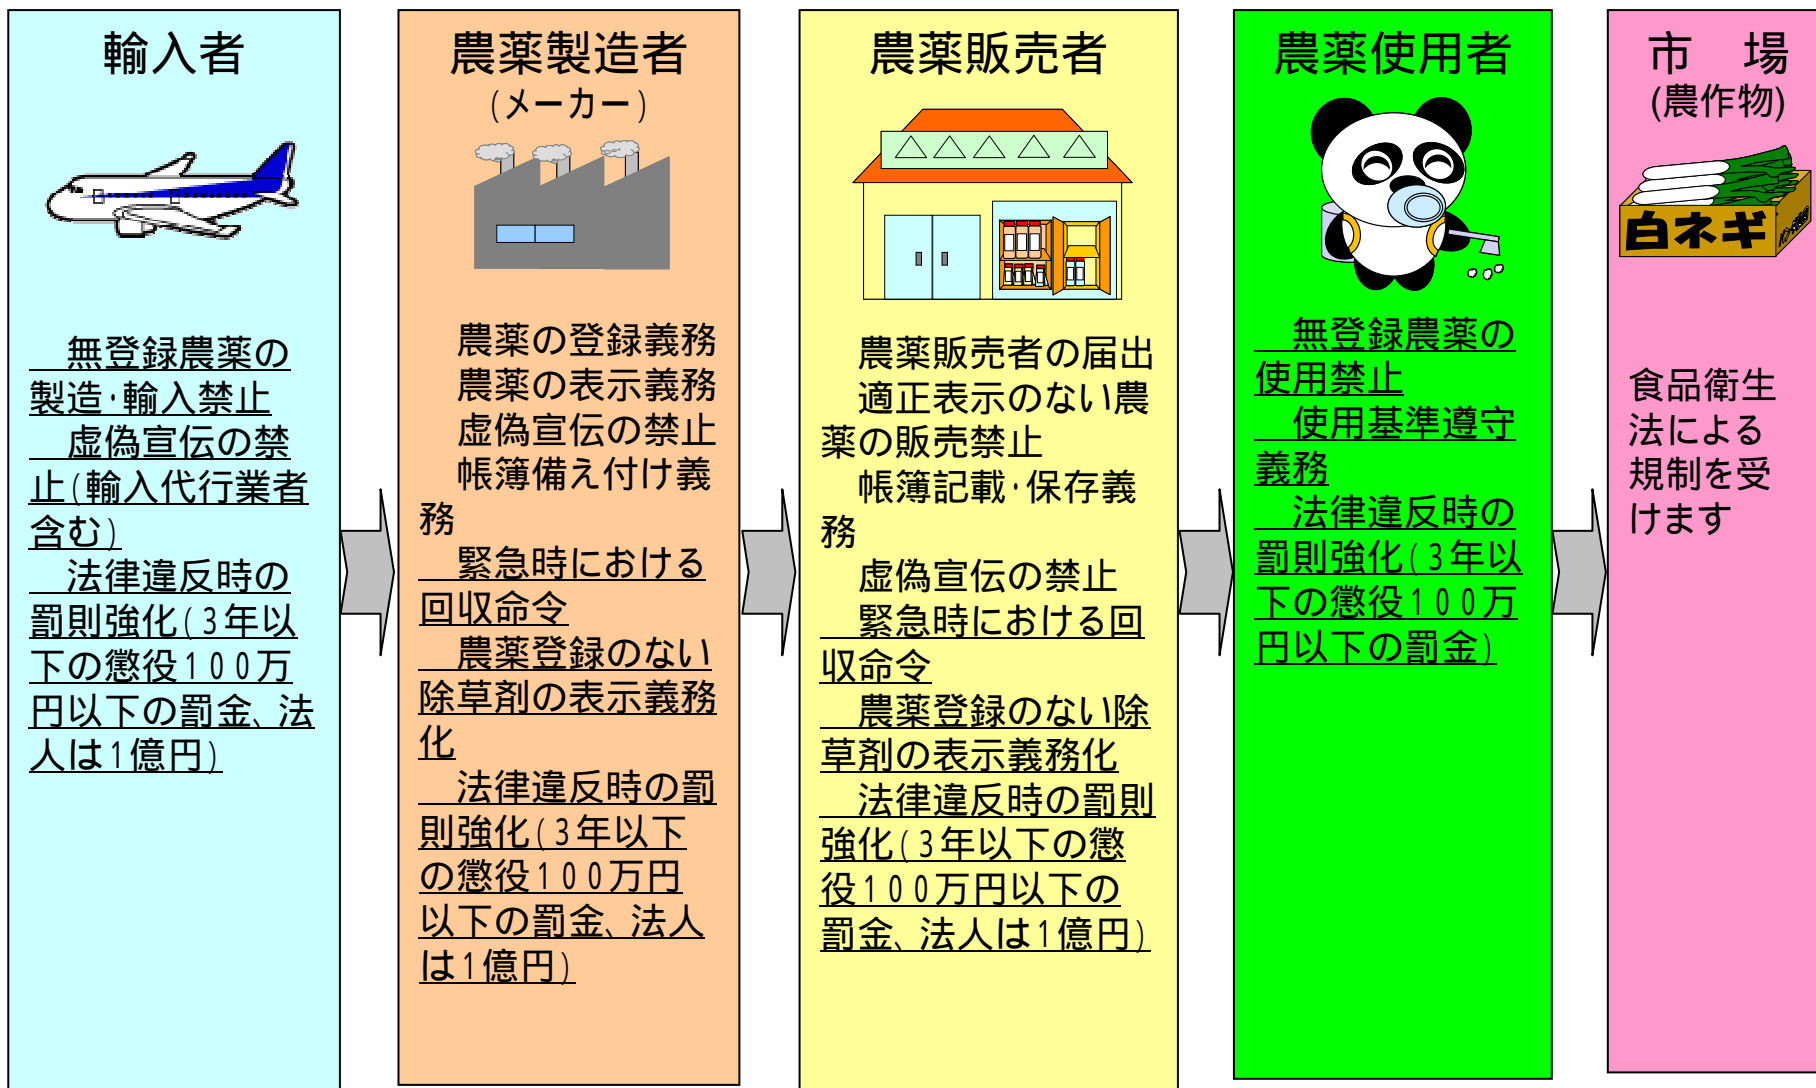 輸入者
無登録農薬の
製造・輸入禁止
虚偽宣伝の禁
止(輸入代行業者
含む)
法律違反時の
罰則強化(3年以
下の懲役100万
円以下の罰金、法
人は1億円)
農薬製造者
(メーカー)
農薬の登録義務
農薬の表示義務
虚偽宣伝の禁止
帳簿備え付け義
務
緊急時における
回収命令
農薬登録のない
除草剤の表示義務
化
法律違反時の罰
則強化(3年以下
の懲役100万円
以下の罰金、法人
は1億円)
農薬販売者
農薬販売者の届出
適正表示のない農
薬の販売禁止
帳簿記載・保存義
務
虚偽宣伝の禁止
緊急時における回
収命令
農薬登録のない除
草剤の表示義務化
法律違反時の罰則
強化(3年以下の懲
役100万円以下の
罰金、法人は1億円)
農薬使用者
無登録農薬の
使用禁止
使用基準遵守
義務
法律違反時の
罰則強化(3年以
下の懲役100万
円以下の罰金)
市　場
(農作物)
白ネギ
食品衛生
法による
規制を受
けます